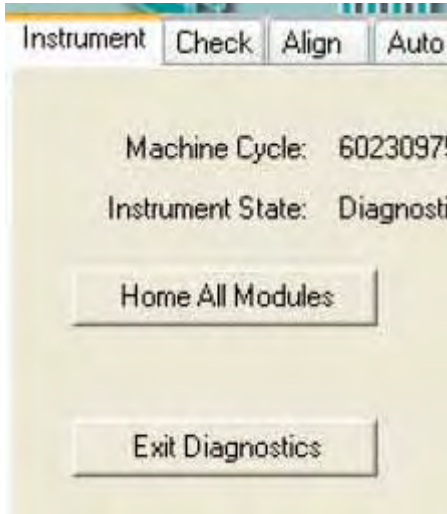 Instrument Check Align Auto
Machine Cycle: 6023097
Instrument State: Diagnosti
Home All Modules
Exit Diagnostics